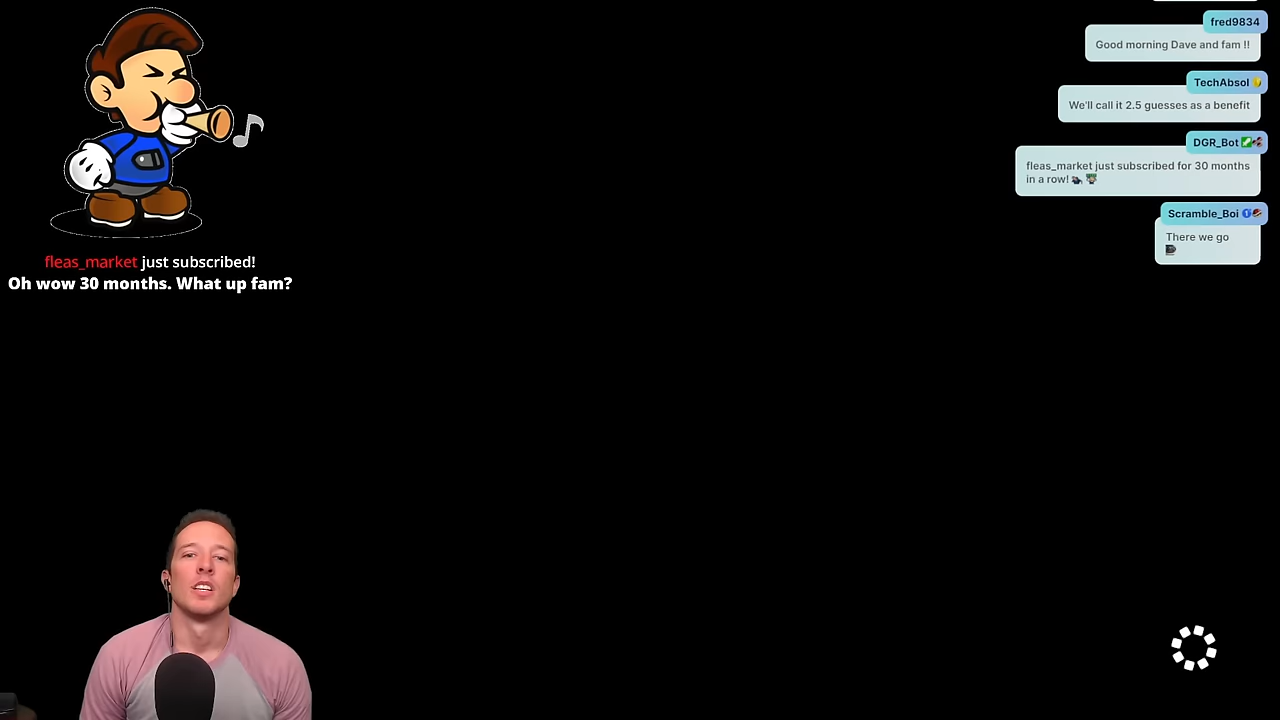 fred9834
Good morning Dave and fam !!
TechAbsol
We'll call it 2.5 guesses as a benefit
DGR_Bot
fleas_market just subscribed for 30 months
in a row!
Scramble_Boi
There we go
fleas_market just subscribed!
Oh wow 30 months. What up fam?